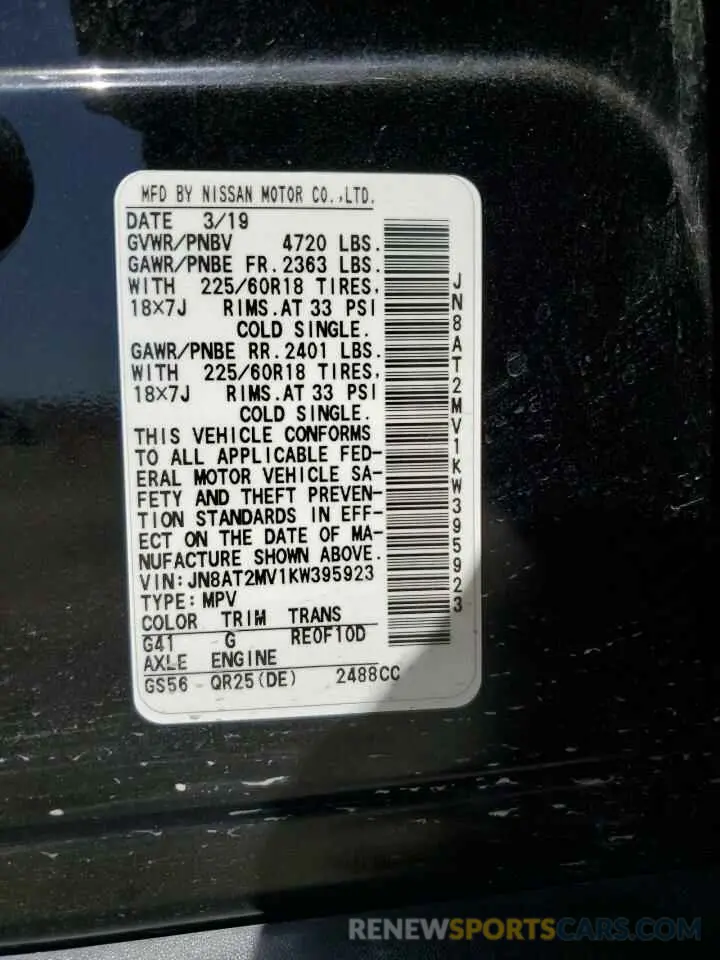 MFD BY NISSAN MOTOR CO.,LTD.
DATE 3/19
GVWR/PNBV 4720 LBS.
GAWR/PNBE FR. 2363 LBS.
WITH 225/60R18 TIRES,
18×7J RIMS. AT 33 PSI
COLD SINGLE.
GAWR/PNBE RR. 2401 LBS.
WITH 225/60R18 TIRES,
18×7J RIMS. AT 33 PSI
COLD SINGLE.
THIS VEHICLE CONFORMS
TO ALL APPLICABLE FED-
ERAL MOTOR VEHICLE SA-
FETY AND THEFT PREVEN-
TION STANDARDS IN EFF-
ECT ON THE DATE OF MA-
NUFACTURE SHOWN ABOVE.
VIN: JN8AT2MV1KW395923
TYPE: MPV
COLOR TRIM TRANS
G41 G RE0F10D
AXLE ENGINE
GS56 QR25(DE) 2488CC
JN8AT2MV1KW395923
RENEWSPORTSCARS.COM